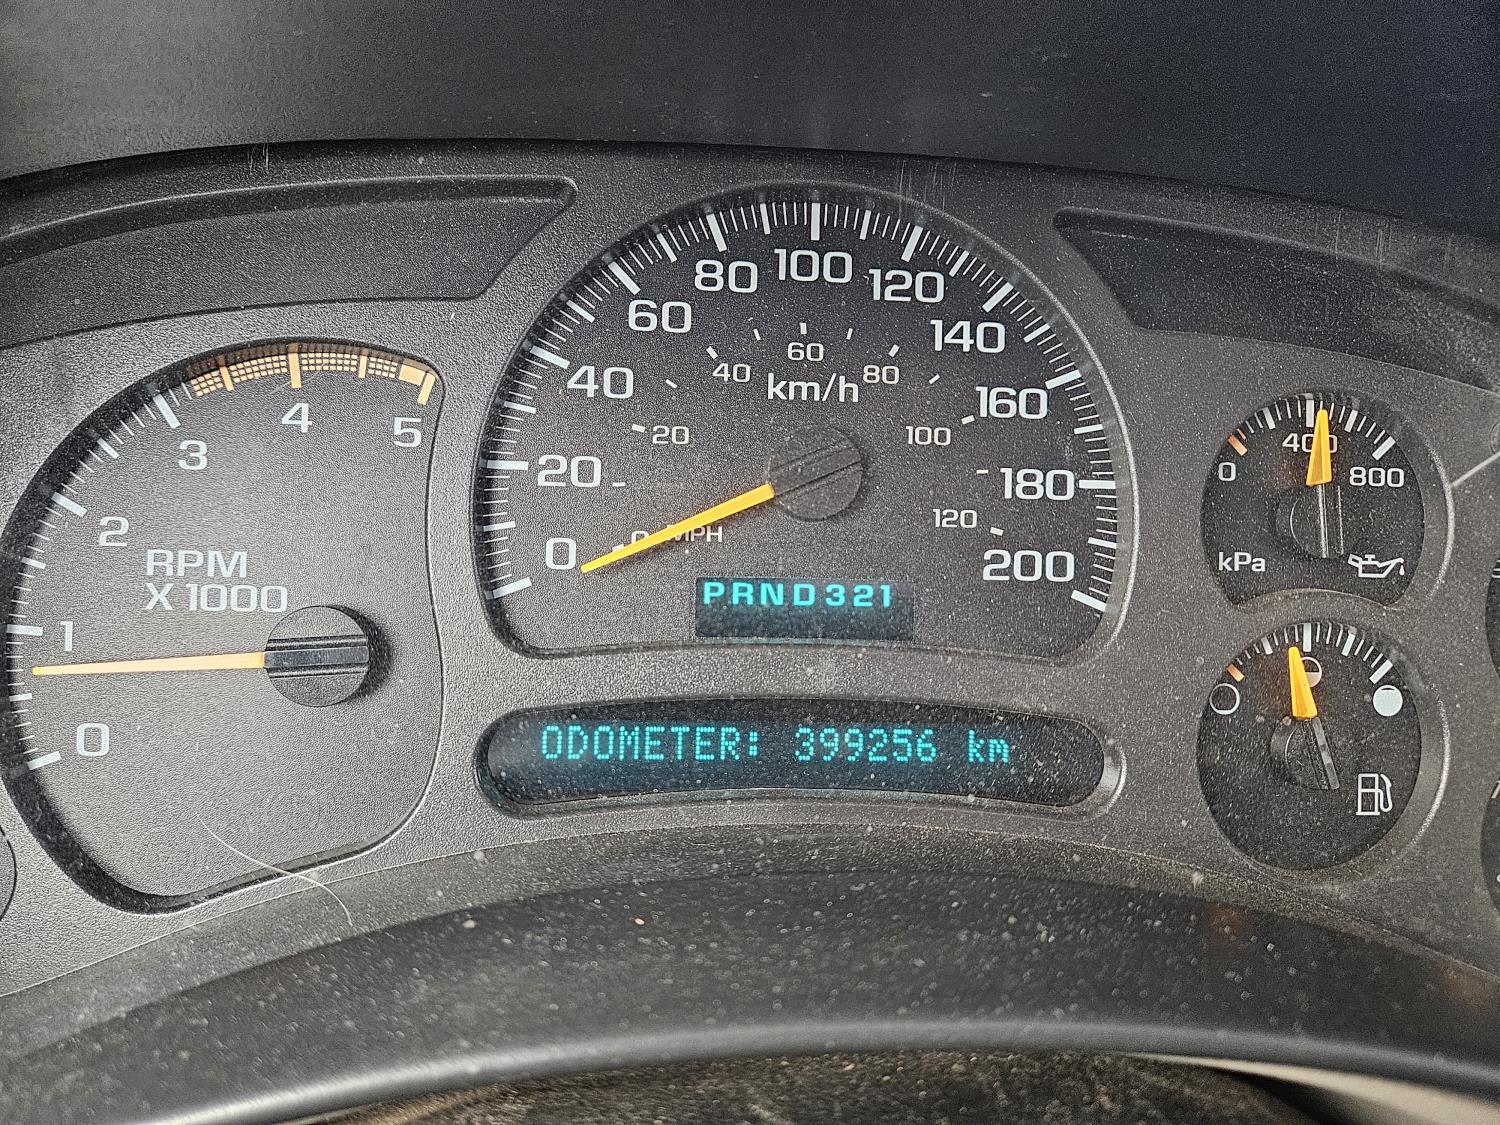 0 1 2 3 4 5
RPM
X 1000
0 20 40 60 80 100 120 140 160 180 200
km/h
0 20 40 60 80 100 120
MPH
PRND321
ODOMETER: 399256 km
0 400 800
kPa